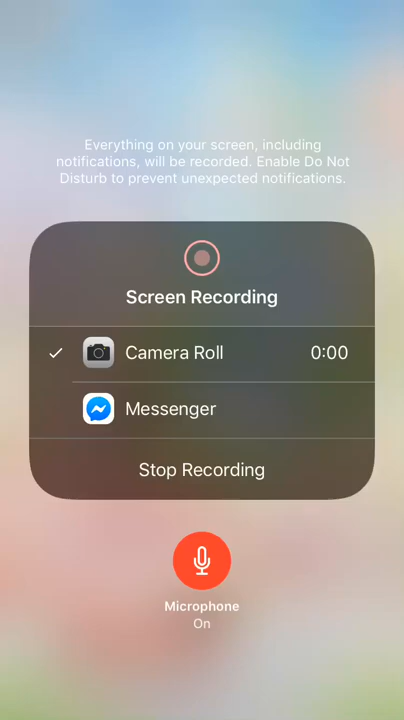 Everything on your screen, including
notifications, will be recorded. Enable Do Not
Disturb to prevent unexpected notifications.
Screen Recording
Camera Roll 0:00
Messenger
Stop Recording
Microphone
On